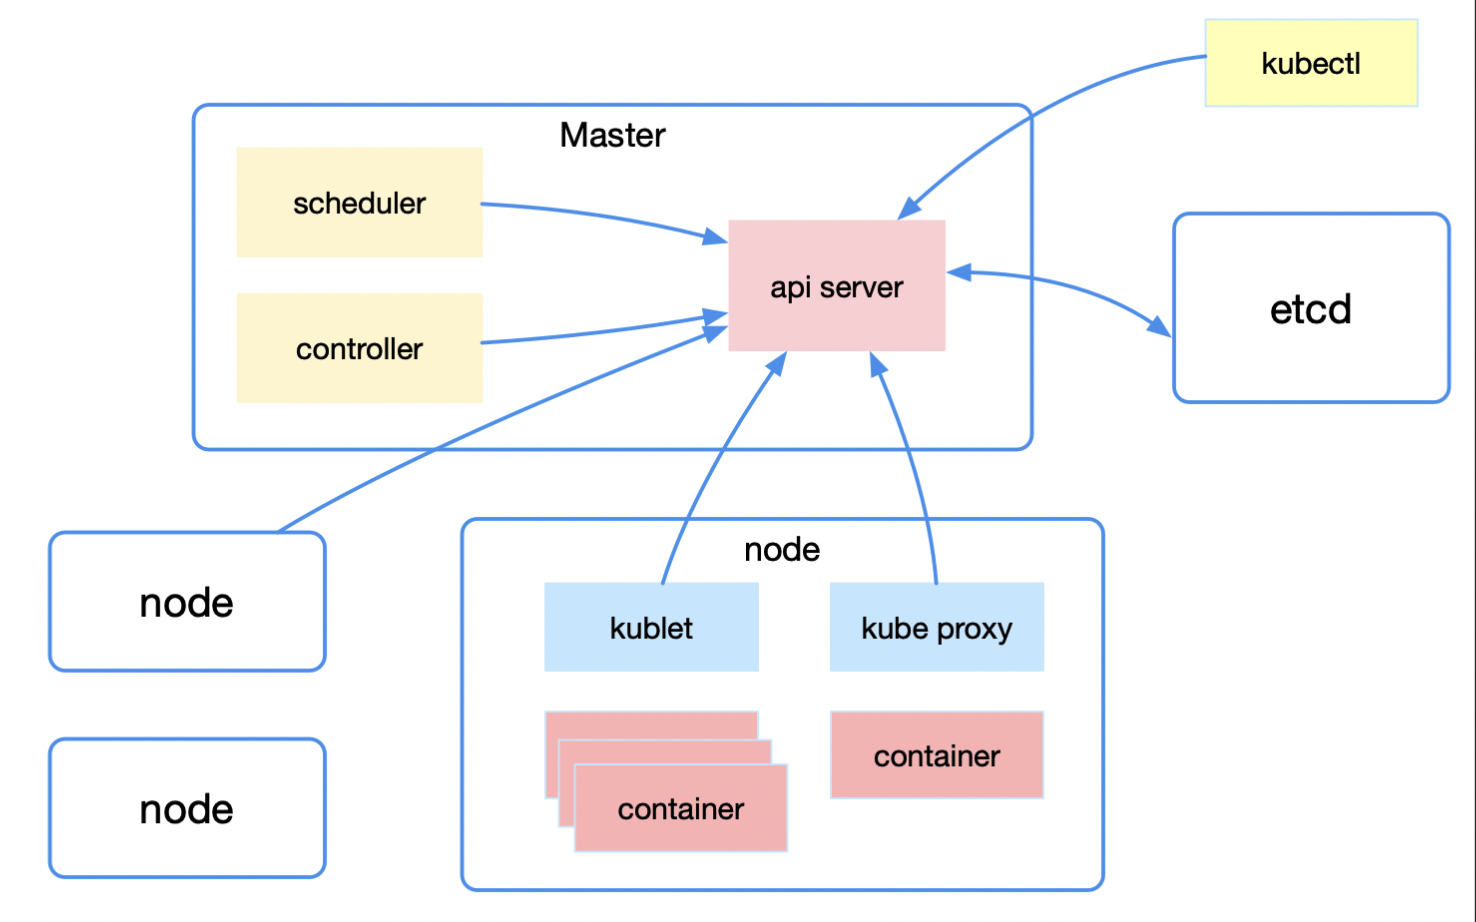 kubectl
Master
scheduler
api server
etcd
controller
node
node
kublet
kube proxy
container
container
node